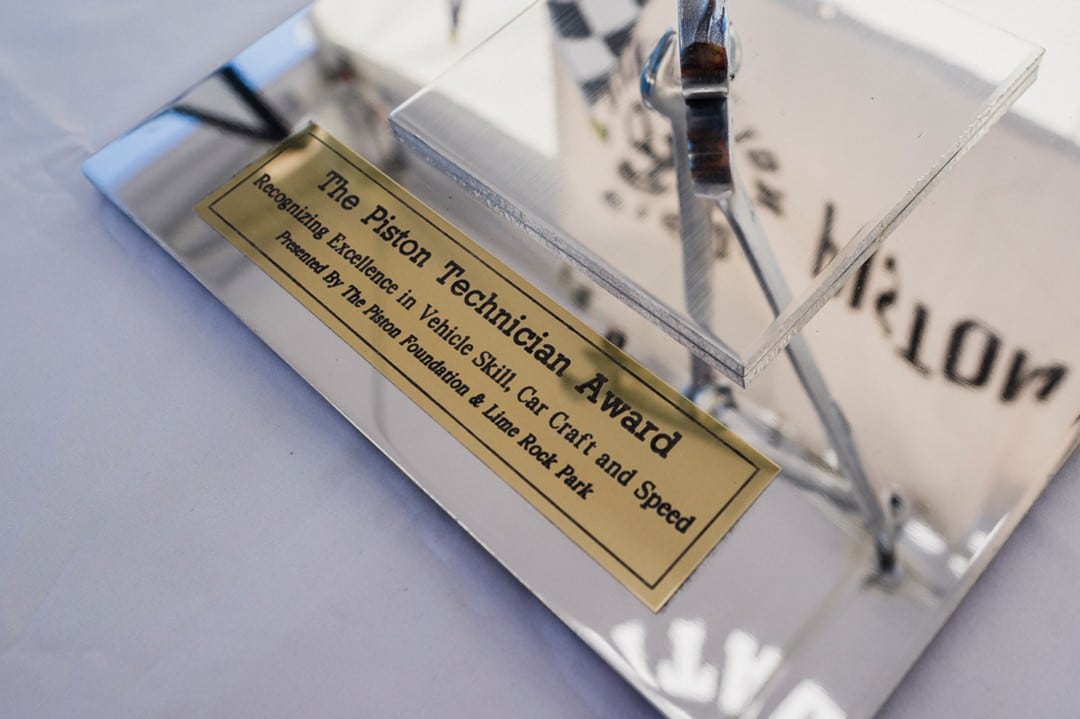 The Piston Technician Award
Recognizing Excellence in Vehicle Skill, Car Craft and Speed
Presented By The Piston Foundation & Lime Rock Park
PISTON